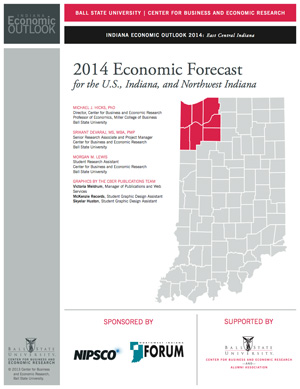 INDIANA
Economic
OUTLOOK
BALL STATE UNIVERSITY | CENTER FOR BUSINESS AND ECONOMIC RESEARCH
INDIANA ECONOMIC OUTLOOK 2014: East Central Indiana
2014 Economic Forecast
for the U.S., Indiana, and Northwest Indiana
MICHAEL J. HICKS, PhD
Director, Center for Business and Economic Research
Professor of Economics, Miller College of Business
Ball State University
SRIKANT DEVARAJ, MS, MBA, PMP
Senior Research Associate and Project Manager
Center for Business and Economic Research
Ball State University
MORGAN M. LEWIS
Student Research Assistant
Center for Business and Economic Research
Ball State University
GRAPHICS BY THE CBER PUBLICATIONS TEAM
Victoria Meldrum, Manager of Publications and Web
Services
McKenzie Records, Student Graphic Design Assistant
Skyelar Huston, Student Graphic Design Assistant
SPONSORED BY
NIPSCO
NORTHWEST INDIANA
FORUM
SUPPORTED BY
BALL STATE
UNIVERSITY
CENTER FOR BUSINESS AND ECONOMIC RESEARCH
AND
ALUMNI ASSOCIATION
BALL STATE
UNIVERSITY
CENTER FOR BUSINESS
AND ECONOMIC RESEARCH
© 2013 Center for Business
and Economic Research,
Ball State University